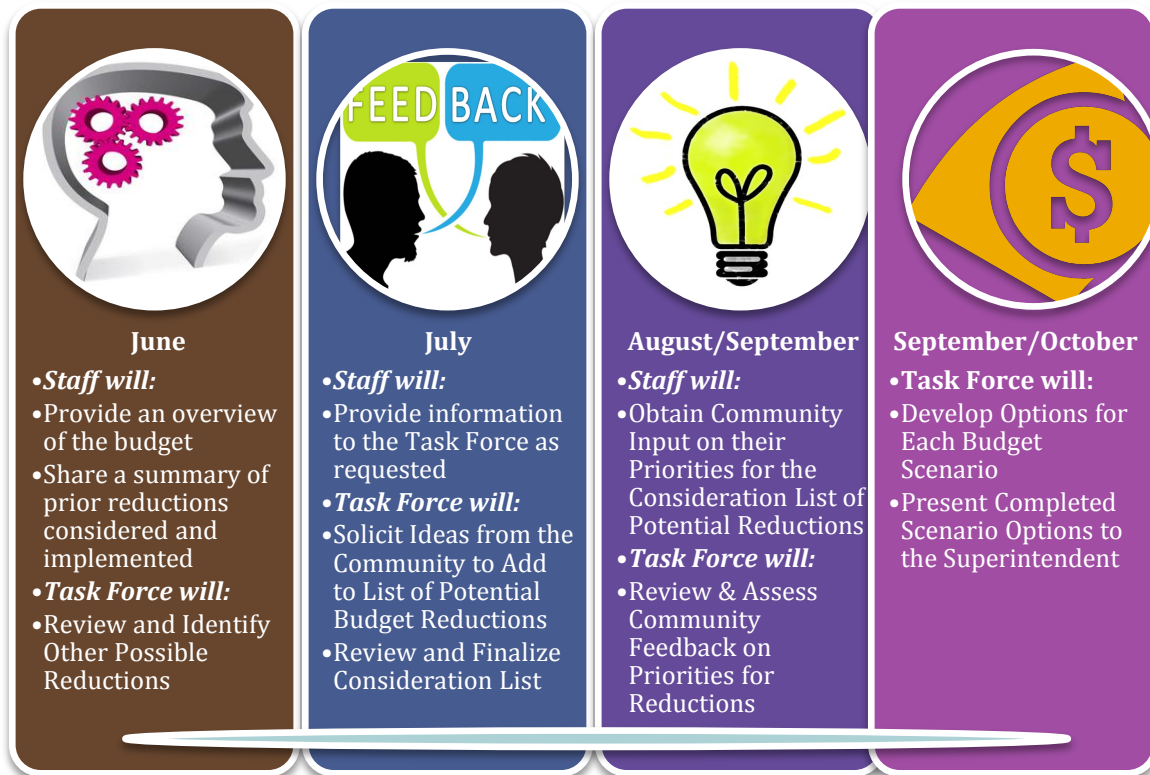 FEED BACK
$
June
•Staff will:
•Provide an overview
of the budget
•Share a summary of
prior reductions
considered and
implemented
•Task Force will:
•Review and Identify
Other Possible
Reductions
July
•Staff will:
•Provide information
to the Task Force as
requested
•Task Force will:
•Solicit Ideas from the
Community to Add
to List of Potential
Budget Reductions
•Review and Finalize
Consideration List
August/September
•Staff will:
•Obtain Community
Input on their
Priorities for the
Consideration List of
Potential Reductions
•Task Force will:
•Review & Assess
Community
Feedback on
Priorities for
Reductions
September/October
•Task Force will:
•Develop Options for
Each Budget
Scenario
•Present Completed
Scenario Options to
the Superintendent